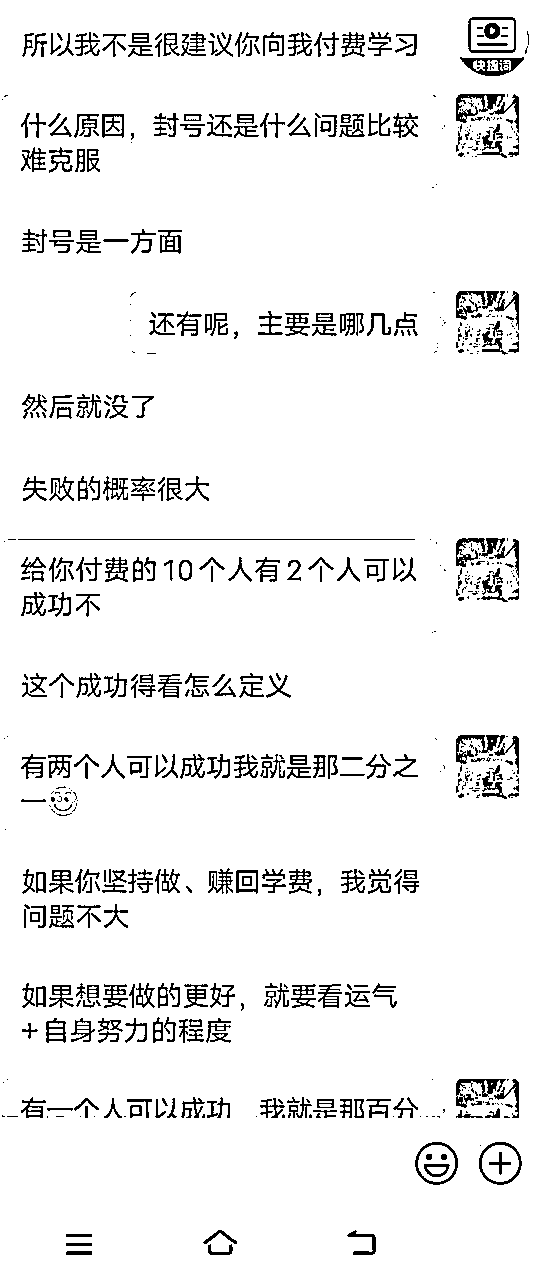 所以我不是很建议你向我付费学习
快提词
什么原因，封号还是什么问题比较
难克服
封号是一方面
还有呢，主要是哪几点
然后就没了
失败的概率很大
给你付费的10个人有2个人可以
成功不
这个成功得看怎么定义
有两个人可以成功我就是那二分之
一
如果你坚持做、赚回学费，我觉得
问题不大
如果想要做的更好，就要看运气
+自身努力的程度
有一个人可以成功 我就是那百分